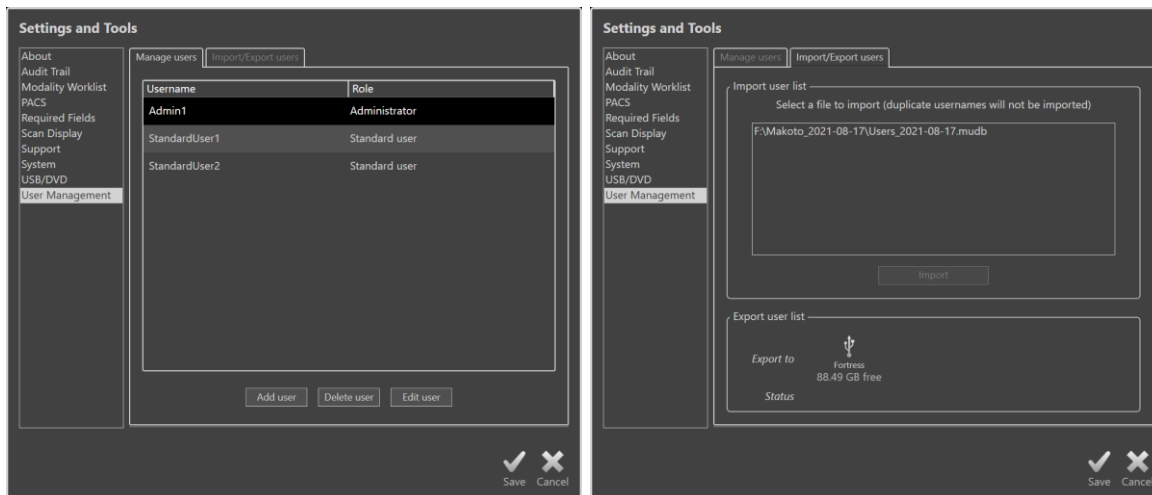 Settings and Tools
About
Audit Trail
Modality Worklist
PACS
Required Fields
Scan Display
Support
System
USB/DVD
User Management
Manage users Import/Export users
Username Role
Admin1 Administrator
StandardUser1 Standard user
StandardUser2 Standard user
Add user Delete user Edit user
Save Cancel
Settings and Tools
About
Audit Trail
Modality Worklist
PACS
Required Fields
Scan Display
Support
System
USB/DVD
User Management
Manage users Import/Export users
Import user list
Select a file to import (duplicate usernames will not be imported)
F:\Makoto_2021-08-17\Users_2021-08-17.mudb
Import
Export user list
Export to
Fortress
88.49 GB free
Status
Save Cancel